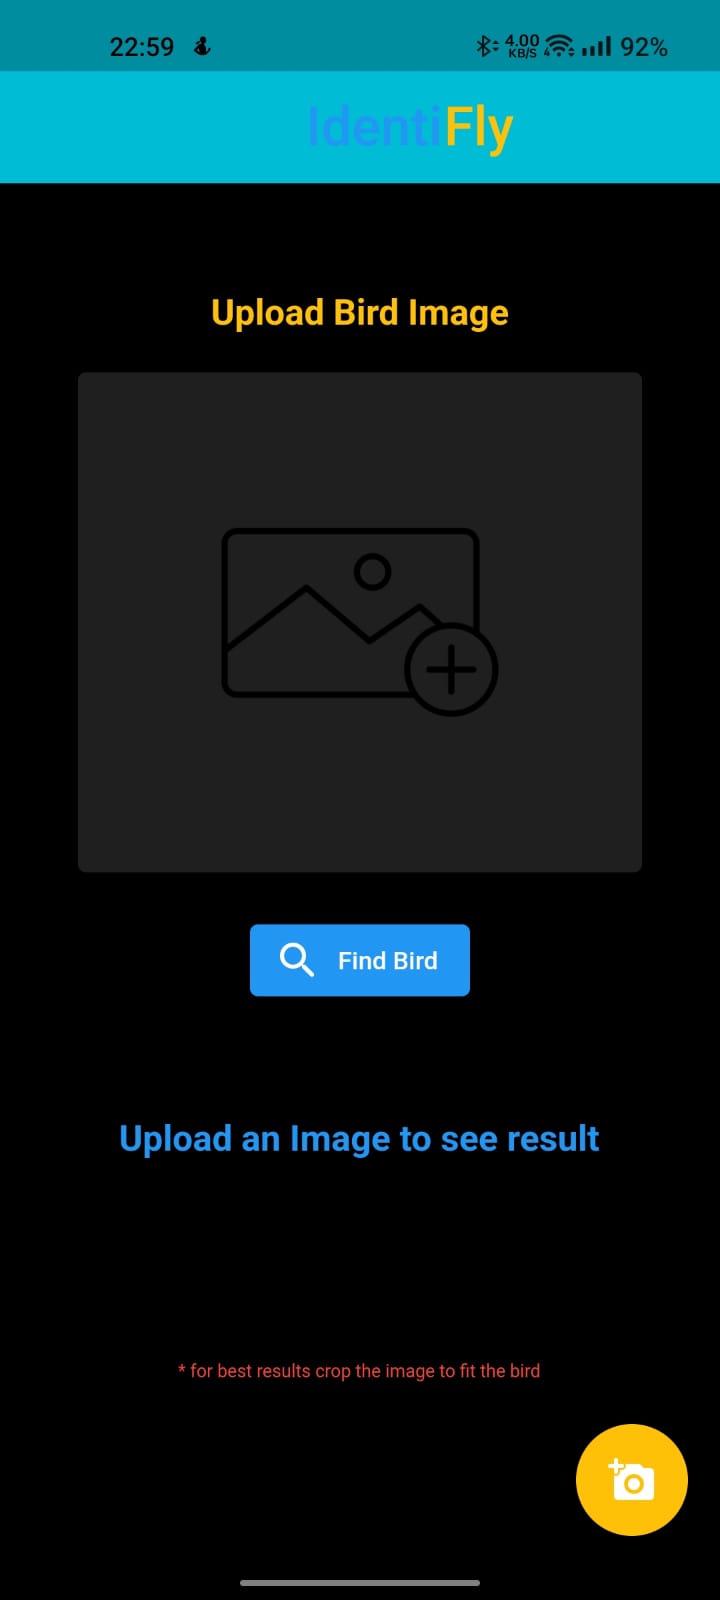 22:59 4.00 KB/S 4 92%
IdentiFly
Upload Bird Image
Find Bird
Upload an Image to see result
* for best results crop the image to fit the bird